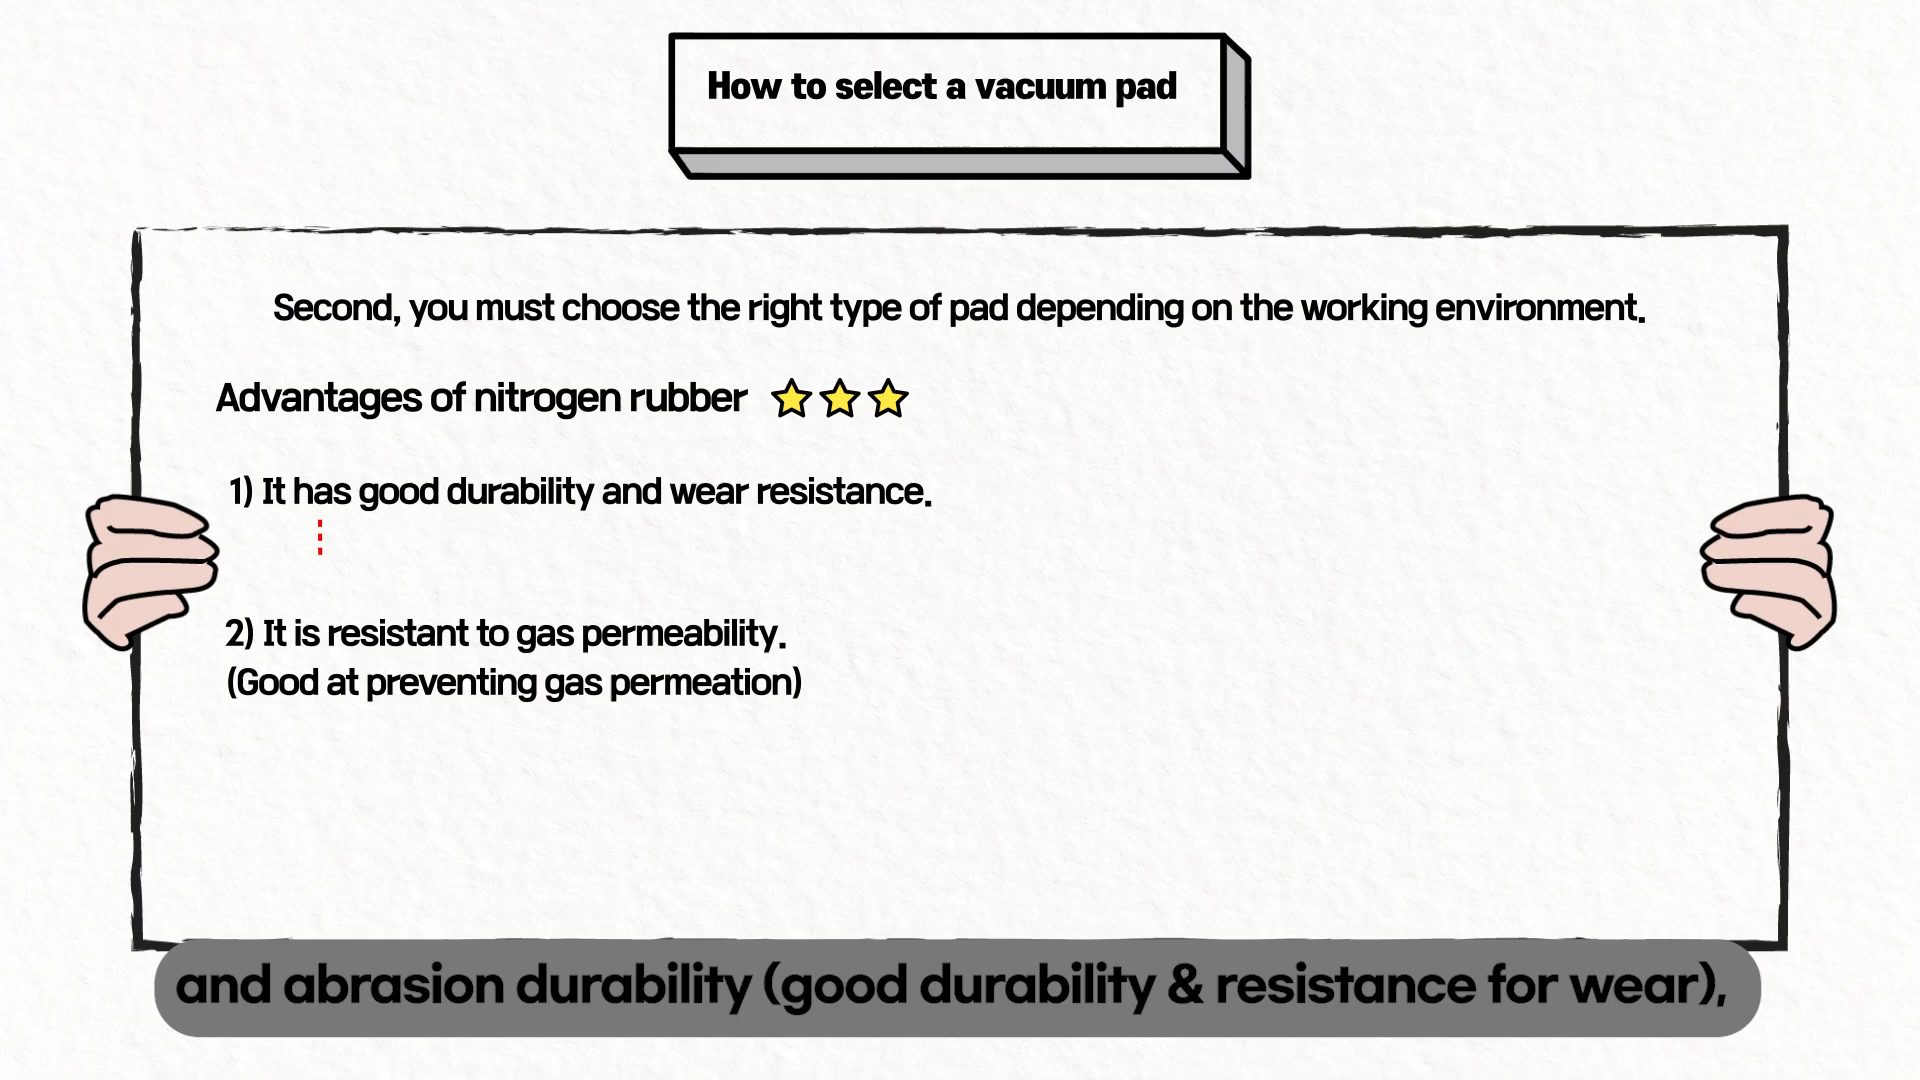 How to select a vacuum pad
Second, you must choose the right type of pad depending on the working environment.
Advantages of nitrogen rubber
1) It has good durability and wear resistance.
2) It is resistant to gas permeability.
(Good at preventing gas permeation)
and abrasion durability (good durability & resistance for wear),